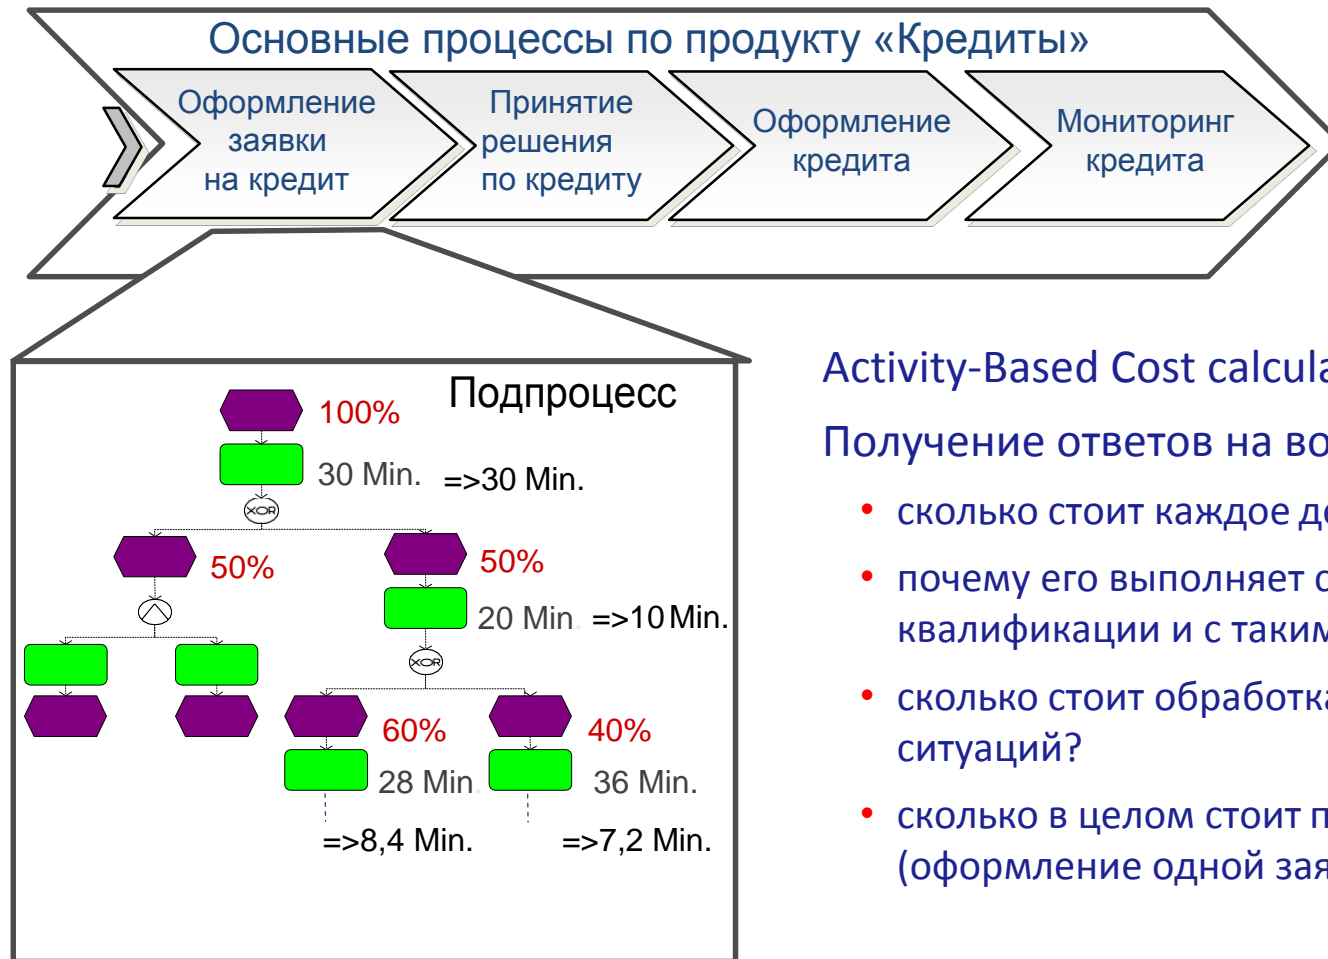 Основные процессы по продукту «Кредиты»
Оформление
заявки
на кредит
Принятие
решения
по кредиту
Оформление
кредита
Мониторинг
кредита
Подпроцесс
100%
30 Min. =>30 Min.
XOR
50%
50%
20 Min. =>10 Min.
XOR
60%
40%
28 Min.
36 Min.
=>8,4 Min.
=>7,2 Min.
Activity-Based Cost
Получение ответов на
• сколько стоит каждое
• почему его выполняет
квалификации и с
• сколько стоит обработка
ситуаций?
• сколько в целом стоит
(оформление одной